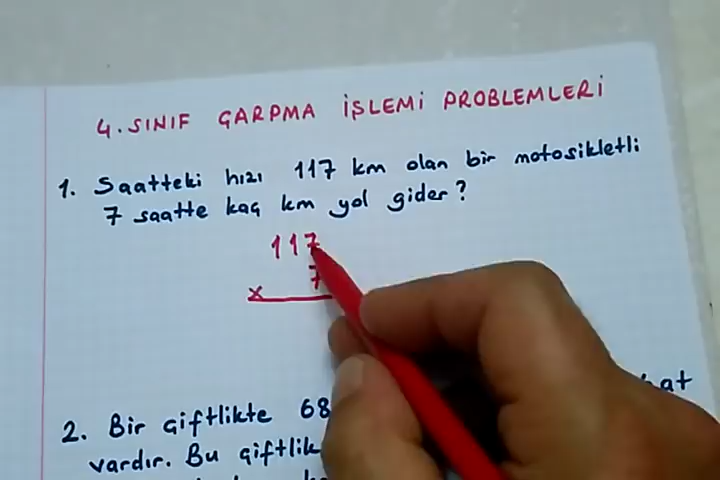 4. SINIF ÇARPMA İŞLEMİ PROBLEMLERİ
1. Saatteki hızı 117 km olan bir motosikletli
7 saatte kaç km yol gider?
117
7
x
2. Bir çiftlikte 68
vardır. Bu çiftlik